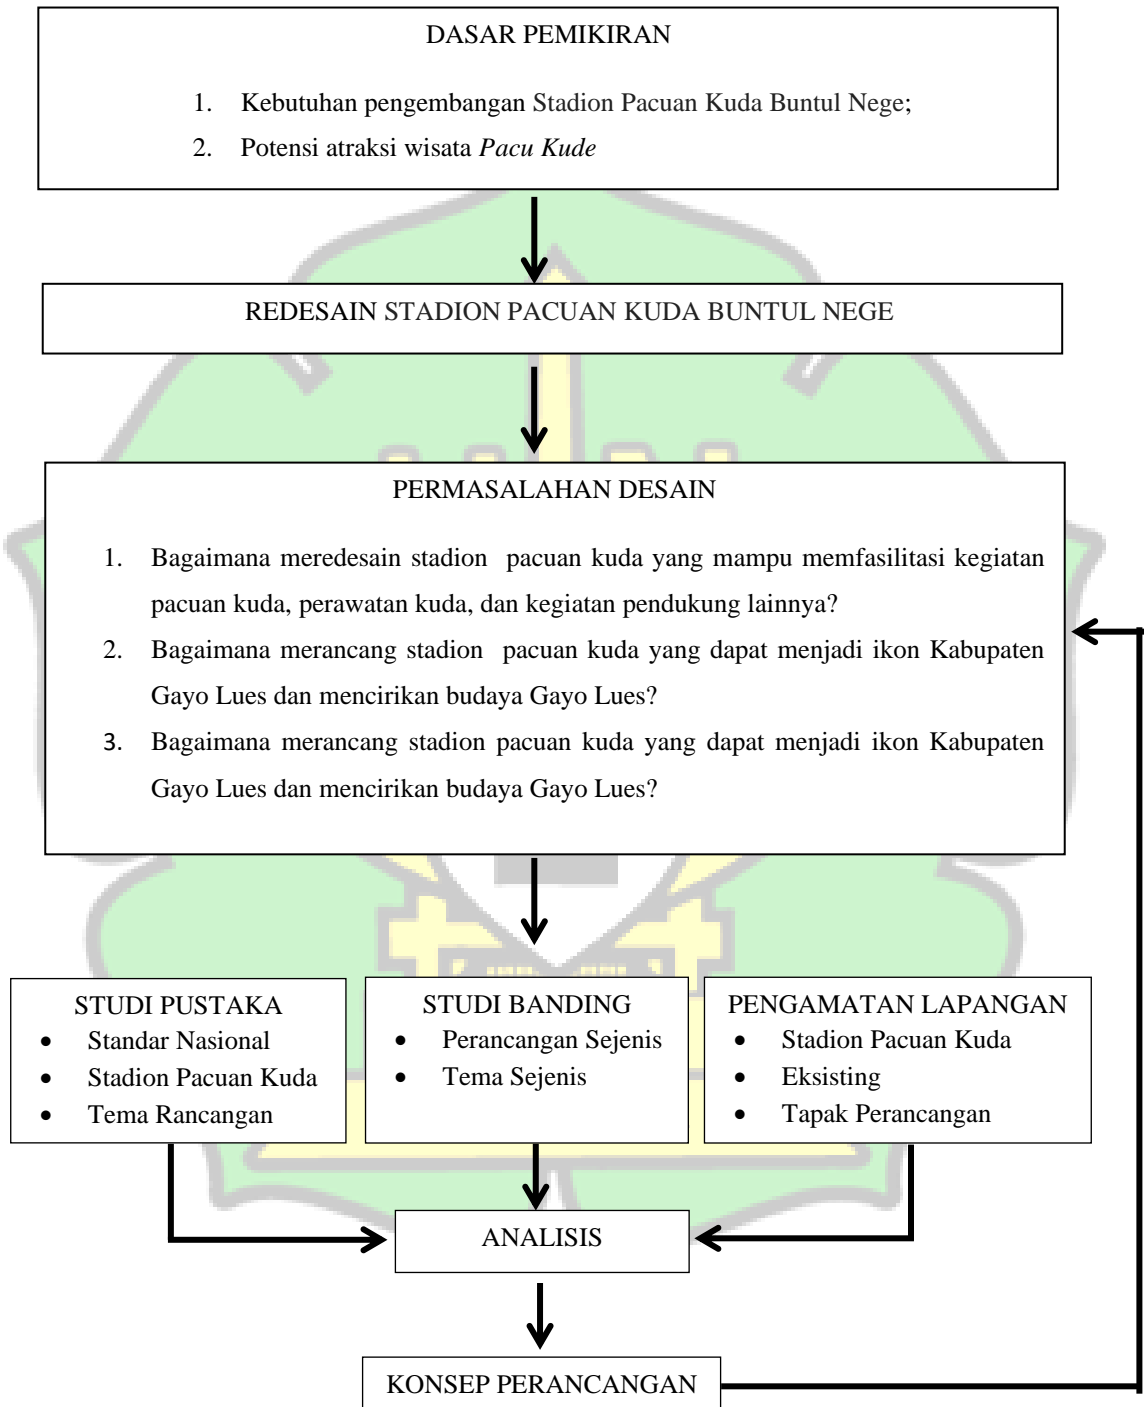 DASAR PEMIKIRAN
1. Kebutuhan pengembangan Stadion Pacuan Kuda Buntul Nege;
2. Potensi atraksi wisata Pacu Kude
REDESAIN STADION PACUAN KUDA BUNTUL NEGE
PERMASALAHAN DESAIN
1. Bagaimana meredesain stadion pacuan kuda yang mampu memfasilitasi kegiatan
pacuan kuda, perawatan kuda, dan kegiatan pendukung lainnya?
2. Bagaimana merancang stadion pacuan kuda yang dapat menjadi ikon Kabupaten
Gayo Lues dan mencirikan budaya Gayo Lues?
3. Bagaimana merancang stadion pacuan kuda yang dapat menjadi ikon Kabupaten
Gayo Lues dan mencirikan budaya Gayo Lues?
STUDI PUSTAKA
• Standar Nasional
• Stadion Pacuan Kuda
• Tema Rancangan
STUDI BANDING
• Perancangan Sejenis
• Tema Sejenis
PENGAMATAN LAPANGAN
• Stadion Pacuan Kuda
• Eksisting
• Tapak Perancangan
ANALISIS
KONSEP PERANCANGAN